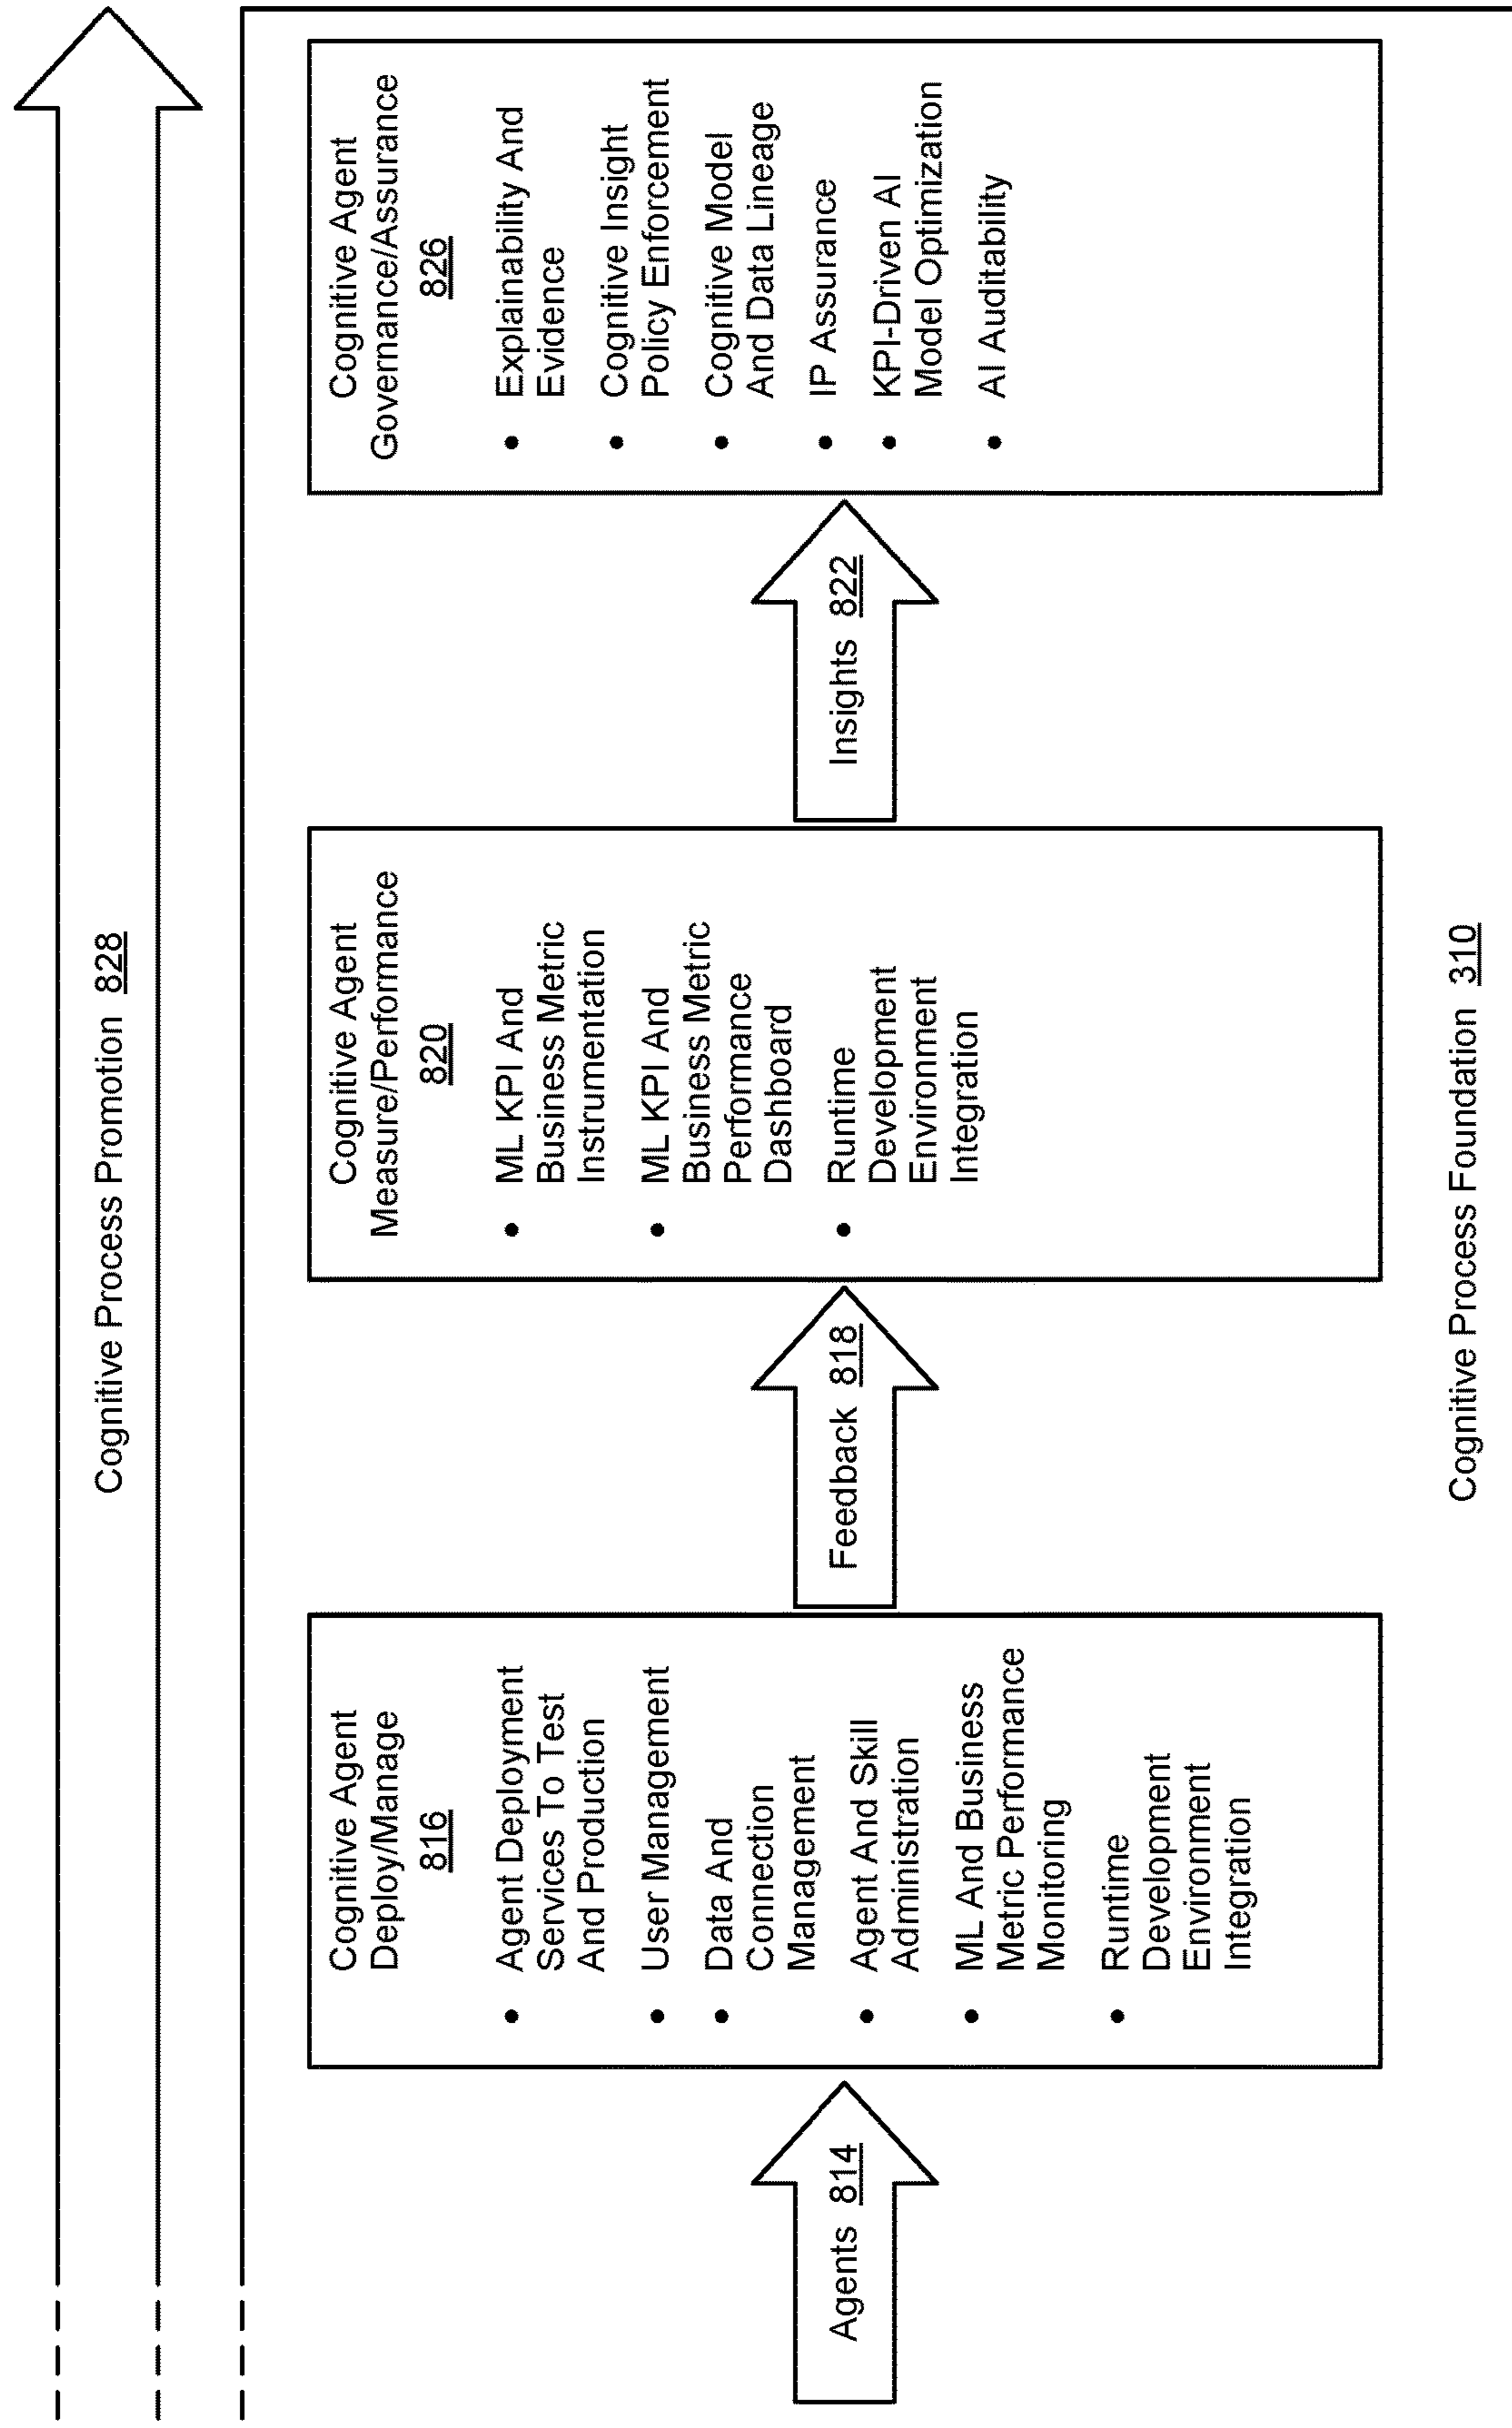 Cognitive Process Promotion 828
Agents 814
Cognitive Agent
Deploy/Manage
816
• Agent Deployment
Services To Test
And Production
• User Management
• Data And
Connection
Management
• Agent And Skill
Administration
• ML And Business
Metric Performance
Monitoring
• Runtime
Development
Environment
Integration
Feedback 818
Cognitive Agent
Measure/Performance
820
• ML KPI And
Business Metric
Instrumentation
• ML KPI And
Business Metric
Performance
Dashboard
• Runtime
Development
Environment
Integration
Insights 822
Cognitive Agent
Governance/Assurance
826
• Explainability And
Evidence
• Cognitive Insight
Policy Enforcement
• Cognitive Model
And Data Lineage
• IP Assurance
• KPI-Driven AI
Model Optimization
• AI Auditability
Cognitive Process Foundation 310